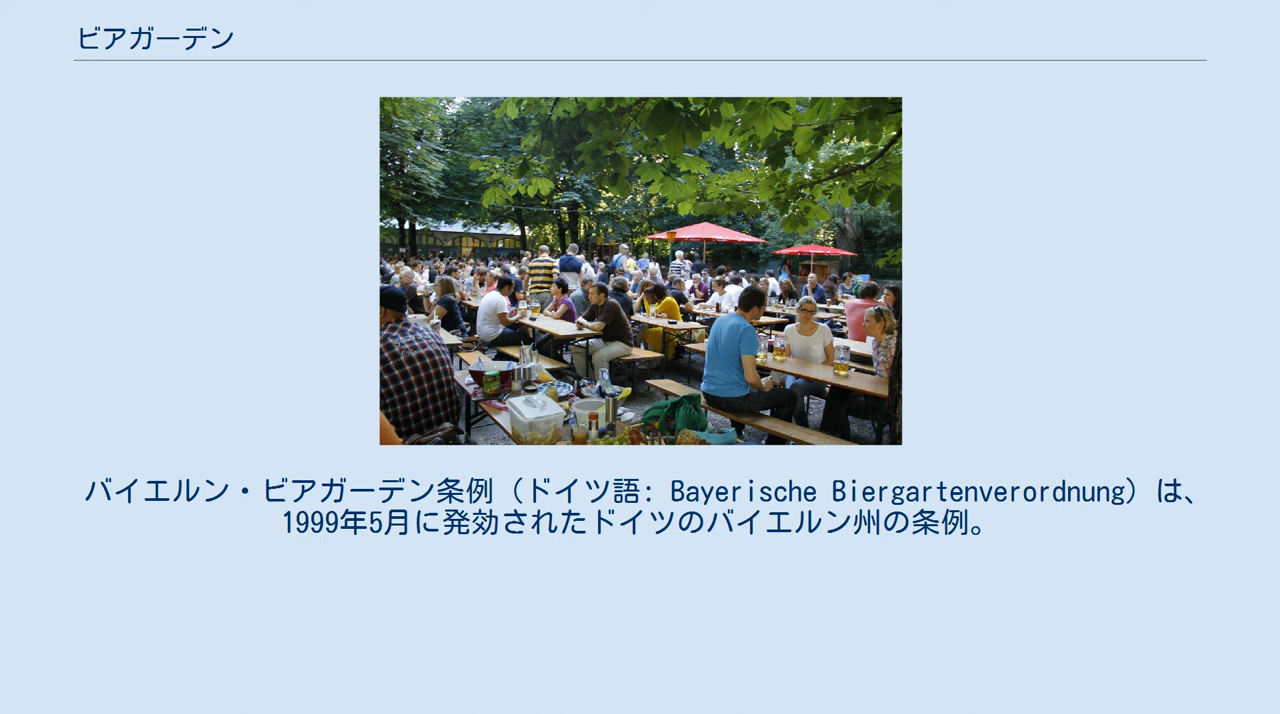 ビアガーデン
バイエルン・ビアガーデン条例（ドイツ語: Bayerische Biergartenverordnung）は、
1999年5月に発効されたドイツのバイエルン州の条例。